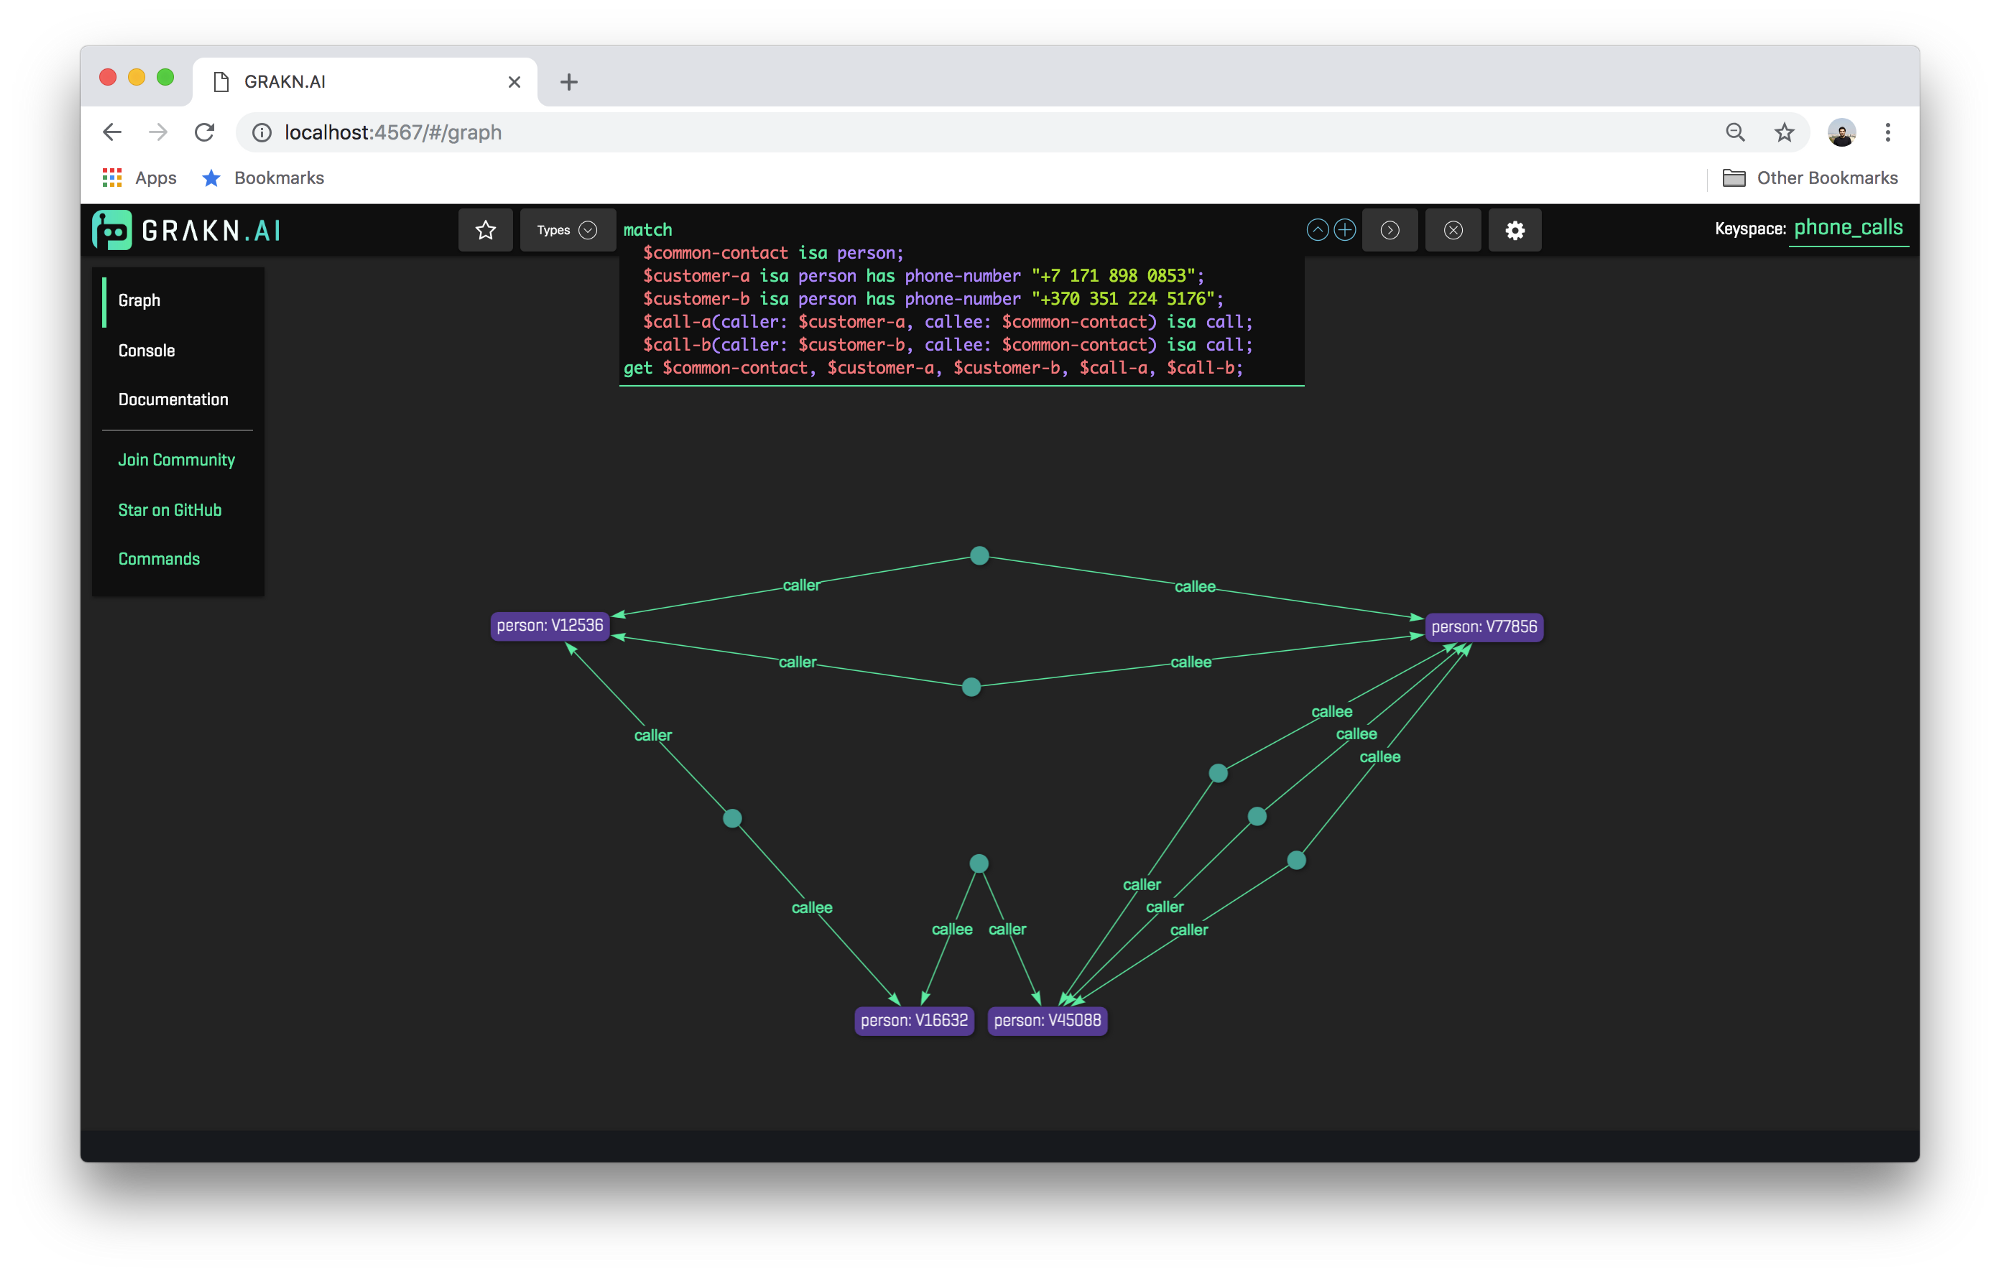 GRAKN.AI
localhost:4567/#/graph
Apps
Bookmarks
Other Bookmarks
GRAKN.AI
Types
Keyspace: phone_calls
match
$common-contact isa person;
$customer-a isa person has phone-number "+7 171 898 0853";
$customer-b isa person has phone-number "+370 351 224 5176";
$call-a(caller: $customer-a, callee: $common-contact) isa call;
$call-b(caller: $customer-b, callee: $common-contact) isa call;
get $common-contact, $customer-a, $customer-b, $call-a, $call-b;
Graph
Console
Documentation
Join Community
Star on GitHub
Commands
caller
callee
person: V12536
person: V77856
caller
callee
callee
caller
callee
callee
caller
callee
caller
callee
caller
caller
person: V16632
person: V45088